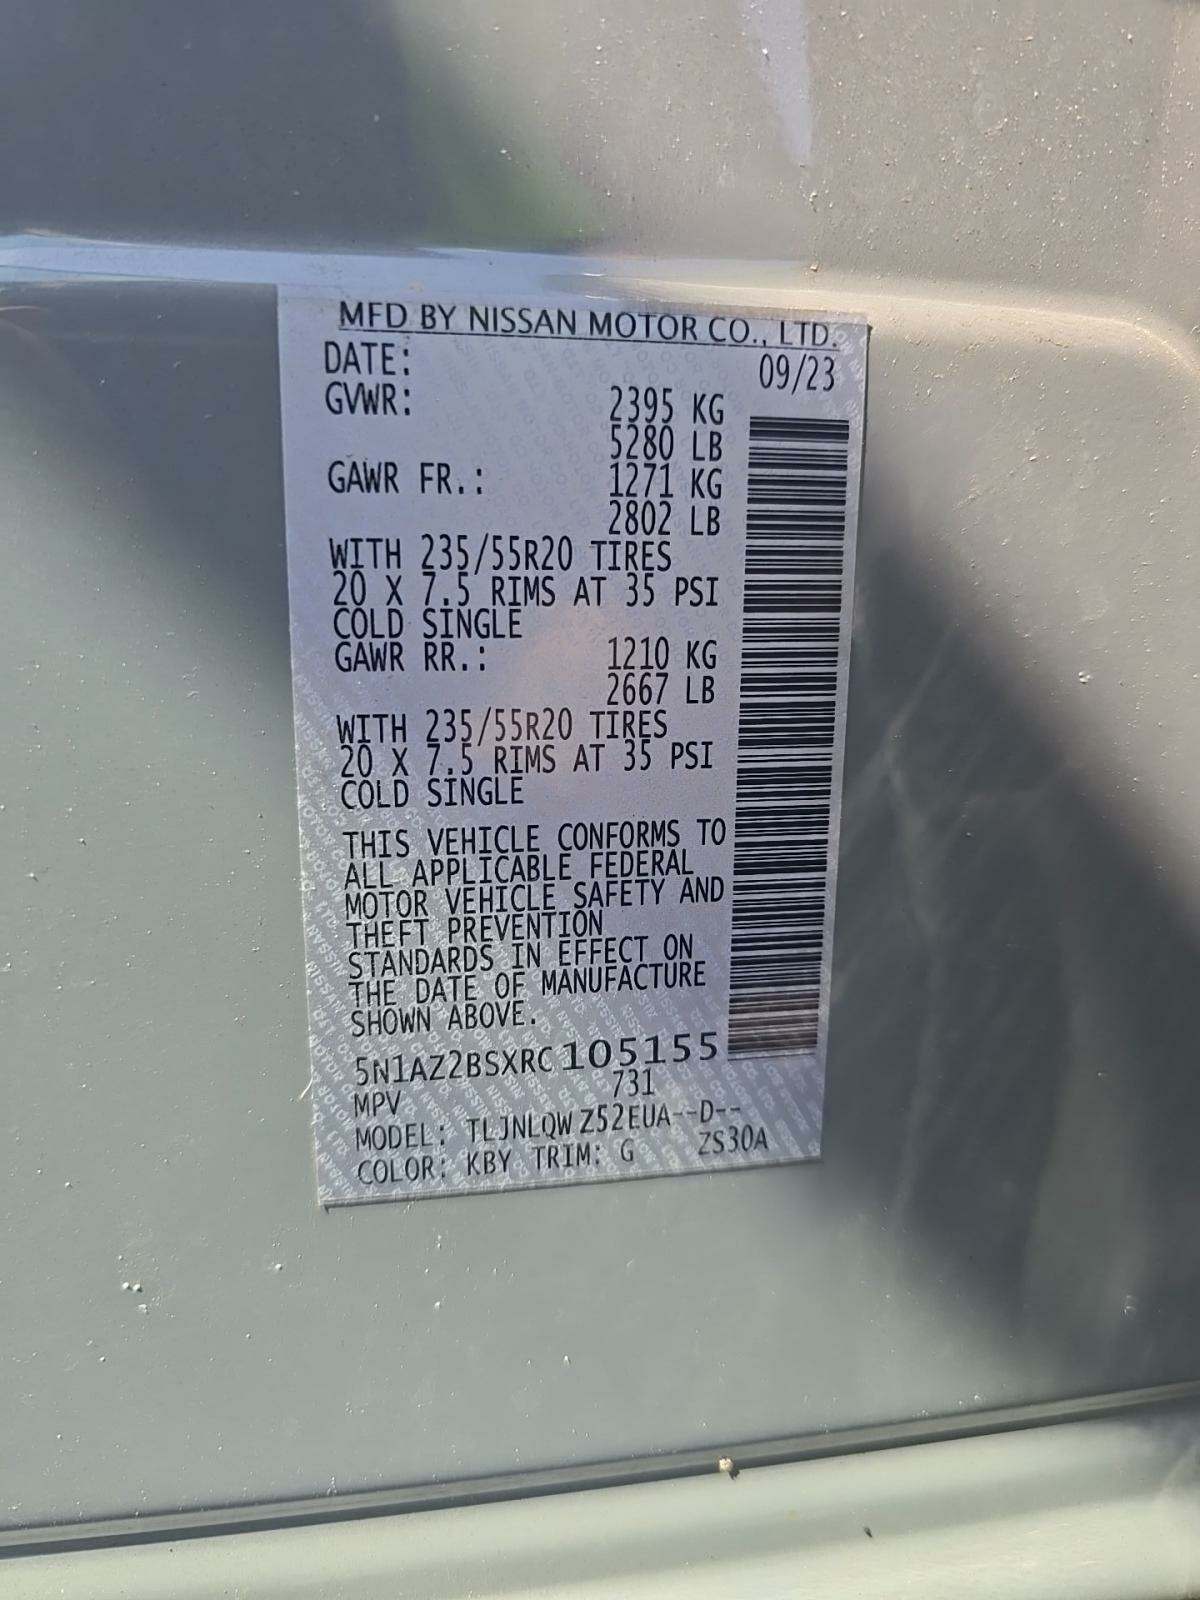 MFD BY NISSAN MOTOR CO., LTD.
DATE: 09/23
GVWR: 2395 KG
5280 LB
GAWR FR.: 1271 KG
2802 LB
WITH 235/55R20 TIRES
20 X 7.5 RIMS AT 35 PSI
COLD SINGLE
GAWR RR.: 1210 KG
2667 LB
WITH 235/55R20 TIRES
20 X 7.5 RIMS AT 35 PSI
COLD SINGLE
THIS VEHICLE CONFORMS TO
ALL APPLICABLE FEDERAL
MOTOR VEHICLE SAFETY AND
THEFT PREVENTION
STANDARDS IN EFFECT ON
THE DATE OF MANUFACTURE
SHOWN ABOVE.
5N1AZ2BSXRC105155
731
MPV
MODEL: TLJNLQWZ52EUA--D--
COLOR: KBY TRIM: G ZS30A